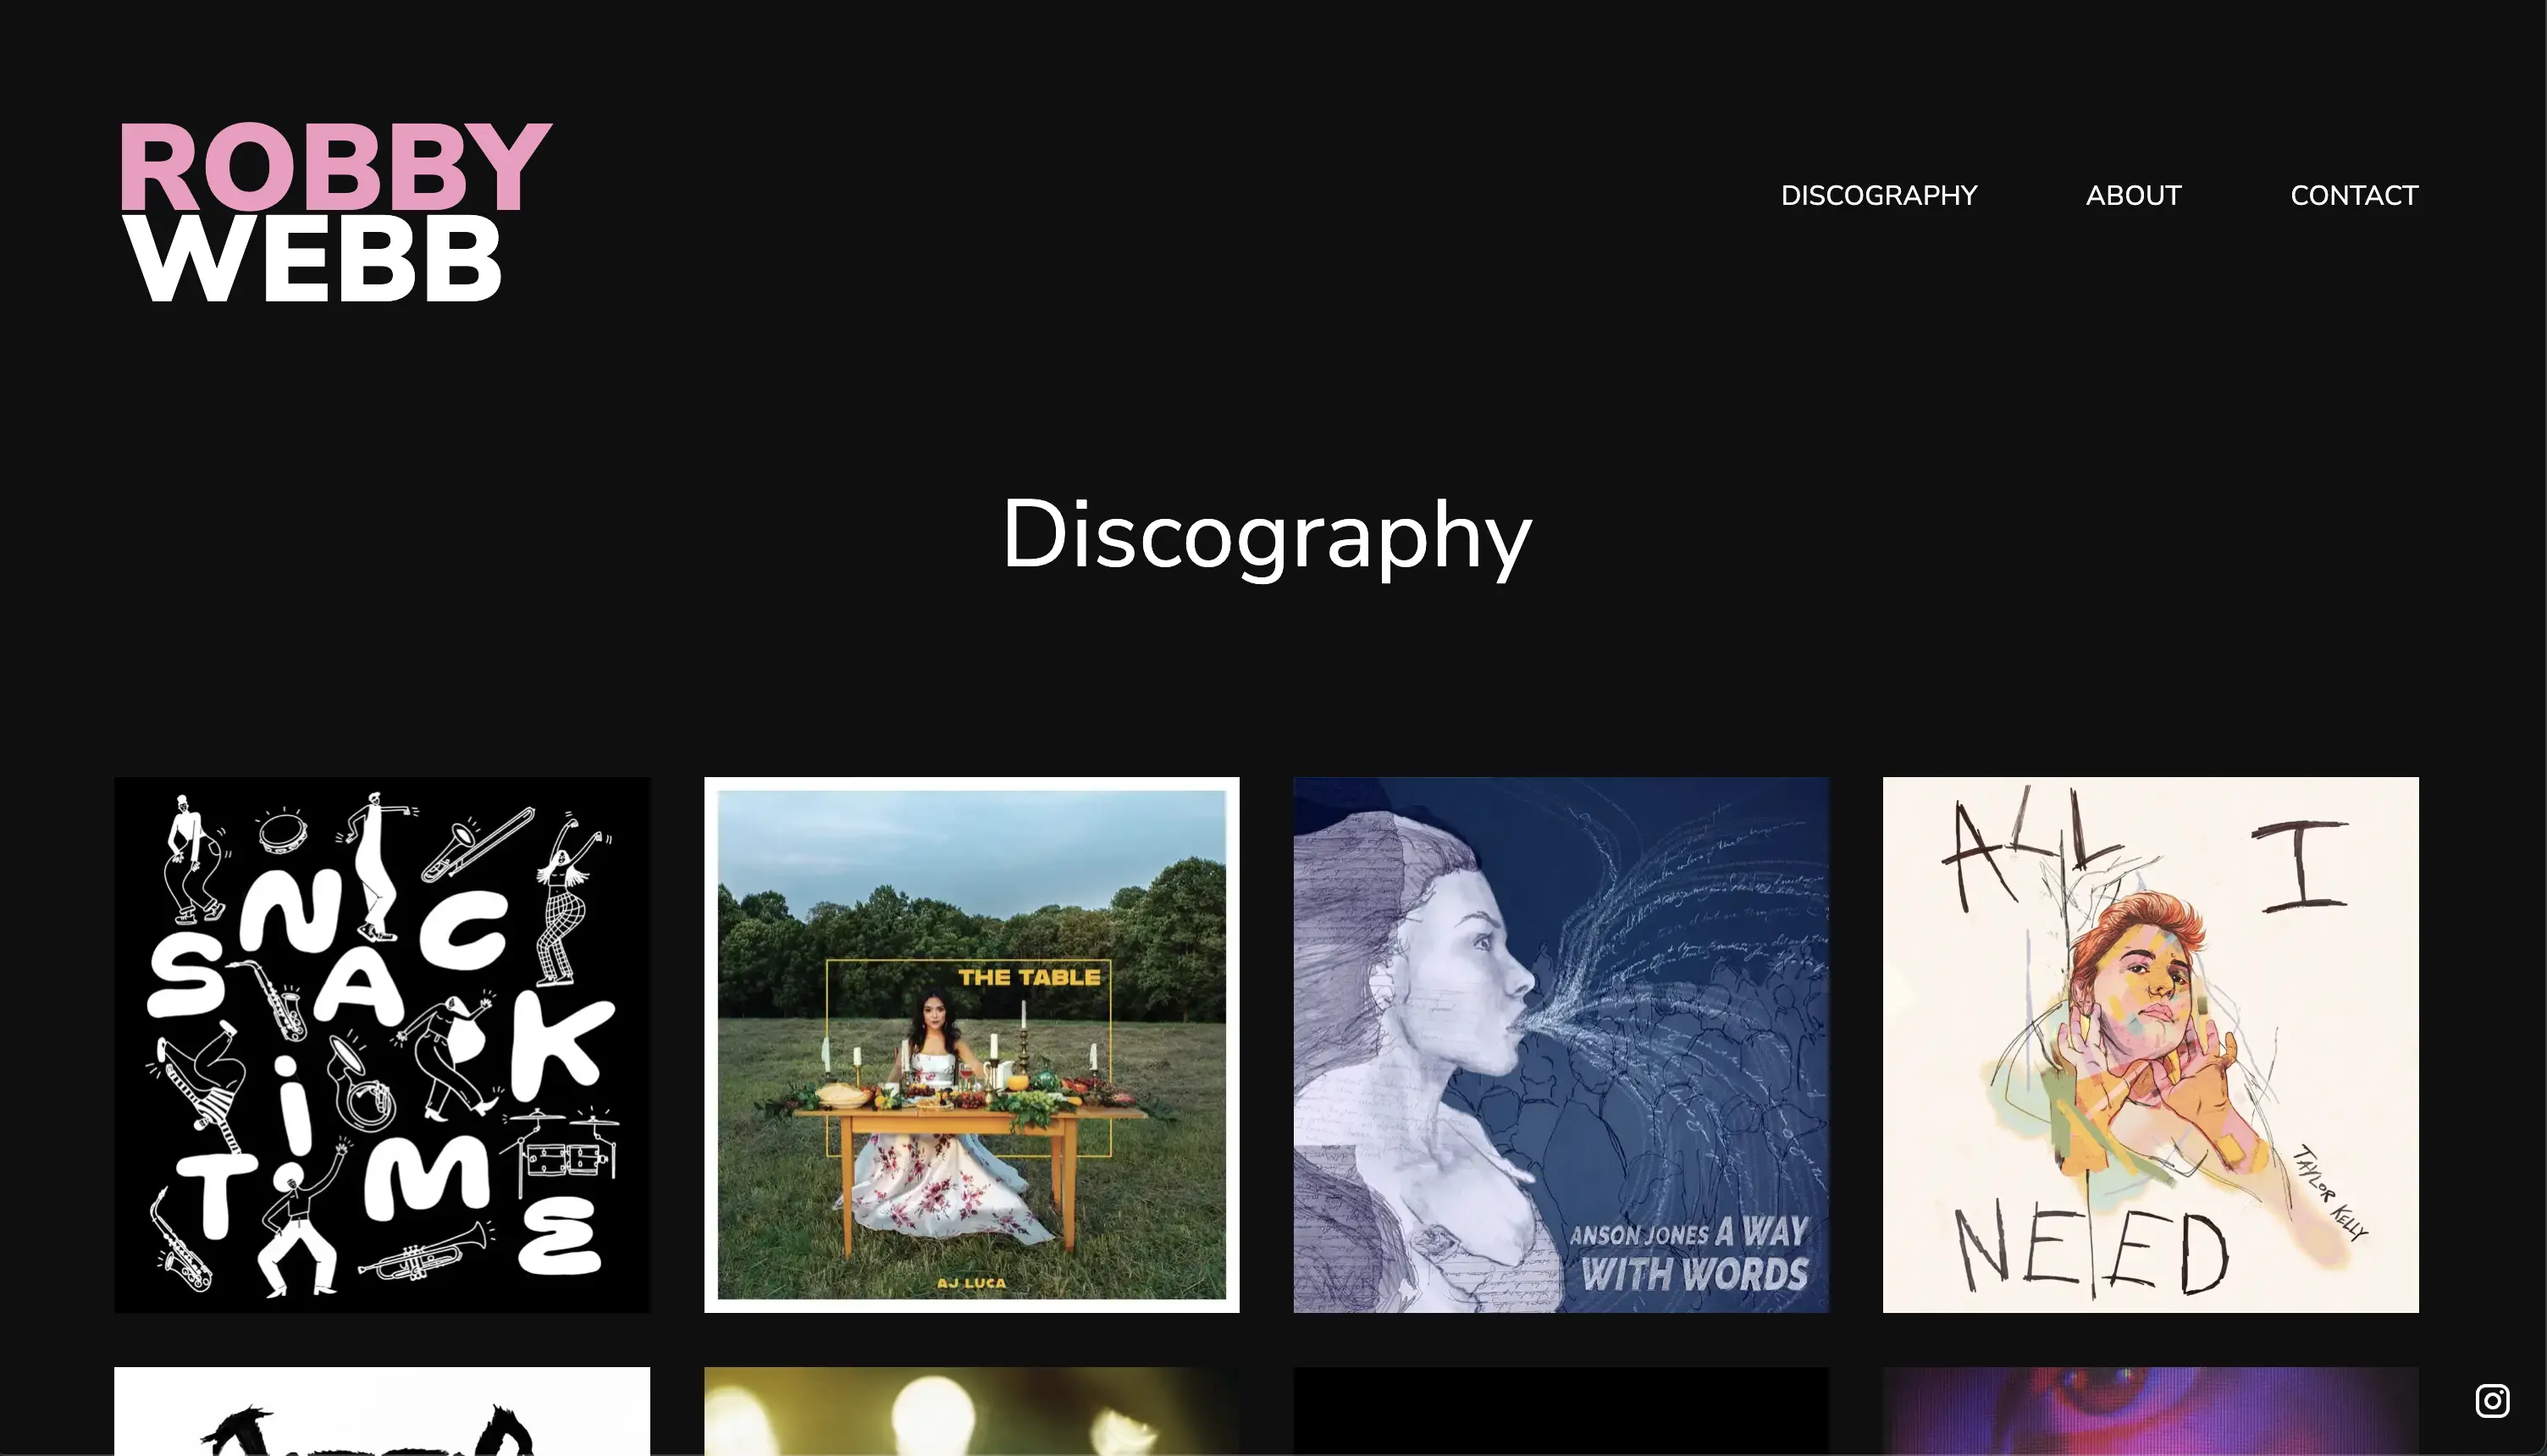 ROBBY
WEBB
DISCOGRAPHY
ABOUT
CONTACT
Discography
SNACK
TiME
THE TABLE
AJ LUCA
ANSON JONES A WAY
WITH WORDS
ALL I
NEED
TAYLOR KELLY